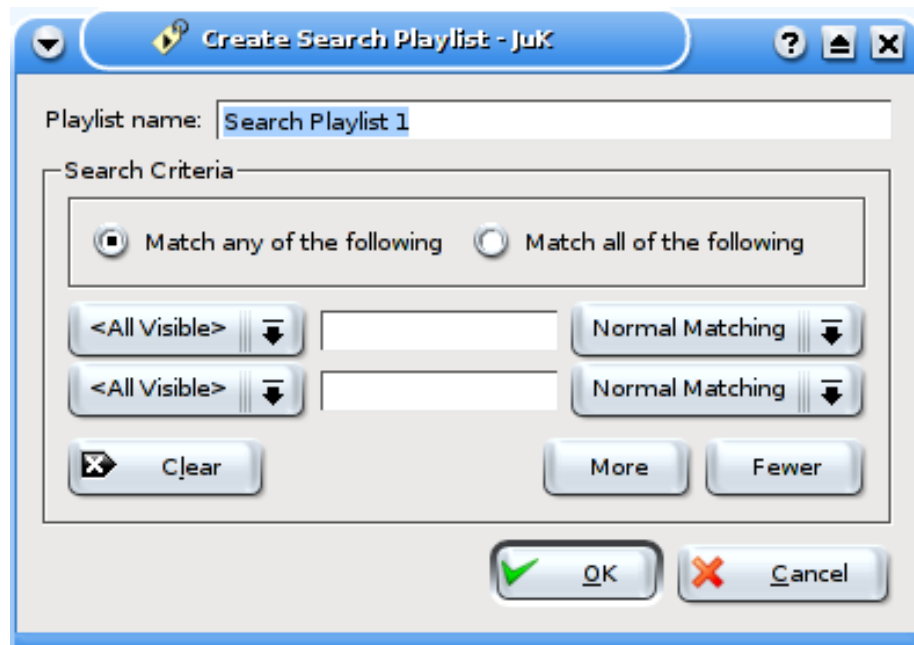 Create Search Playlist - JuK ?
Playlist name: Search Playlist 1
Search Criteria
Match any of the following Match all of the following
<All Visible> Normal Matching
<All Visible> Normal Matching
Clear More Fewer
OK Cancel